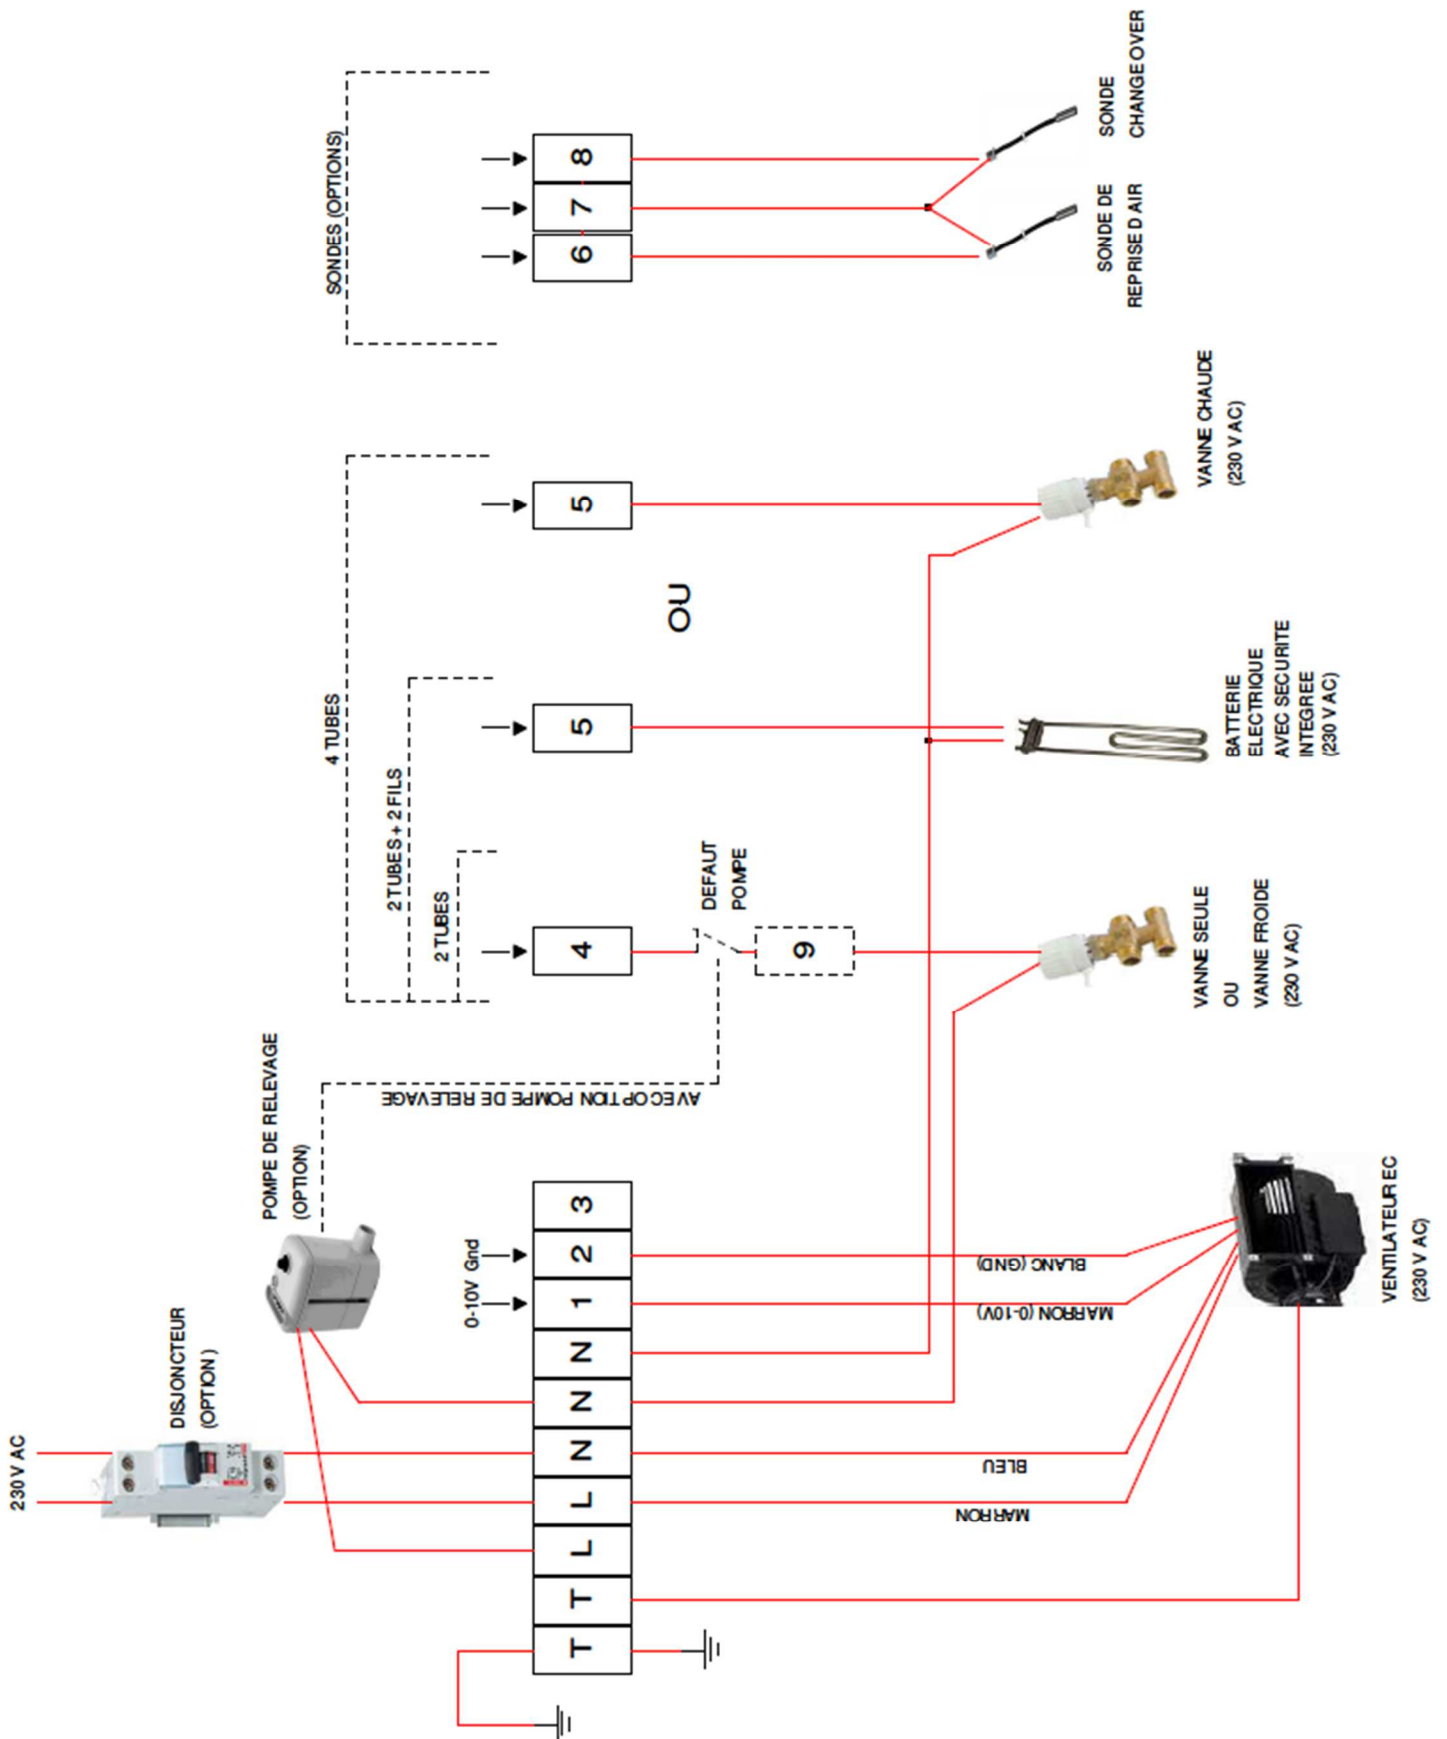 230 V AC
DISJONCTEUR
(OPTION )
POMPE DE RELEVAGE
(OPTION)
AVEC OPTION POMPE DE RELEVAGE
4 TUBES
2 TUBES + 2 FILS
2 TUBES
SONDES (OPTIONS)
0-10V Gnd
T
T
L
L
N
N
N
1
2
3
4
5
5
6
7
8
DEFAUT
POMPE
9
OU
MARRON
BLEU
MARRON (0-10V)
BLANC (GND)
VENTILATEUR EC
(230 V AC)
VANNE SEULE
OU
VANNE FROIDE
(230 V AC)
BATTERIE
ELECTRIQUE
AVEC SECURITE
INTEGREE
(230 V AC)
VANNE CHAUDE
(230 V AC)
SONDE DE
REPRISE D AIR
SONDE
CHANGE OVER